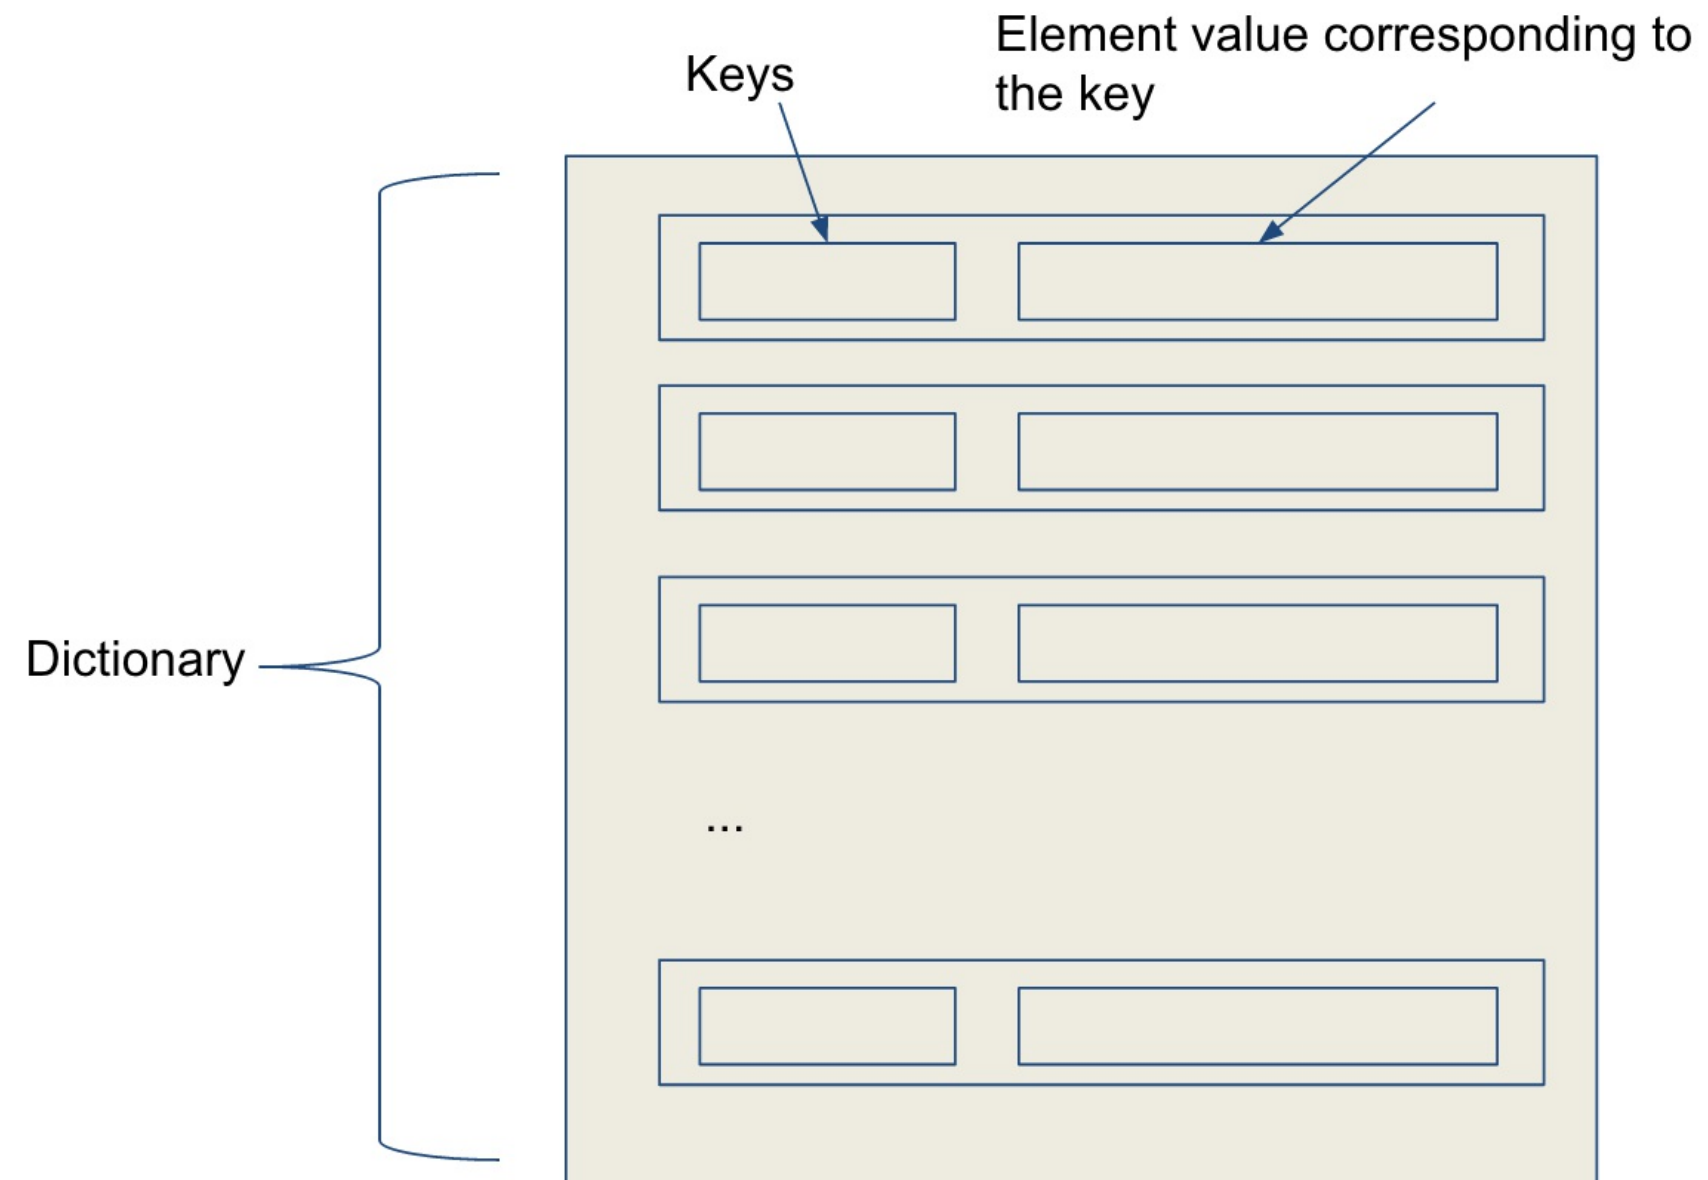 Element value corresponding to
the key
Keys
Dictionary
...